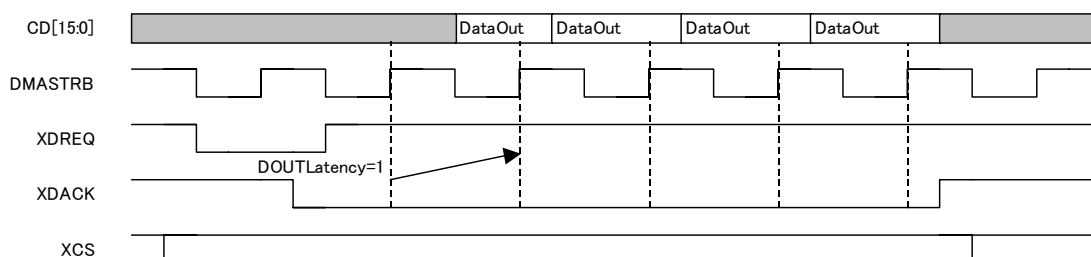 CD[15:0]
DataOut DataOut DataOut DataOut
DMASTRB
XDREQ
DOUTLatency=1
XDACK
XCS